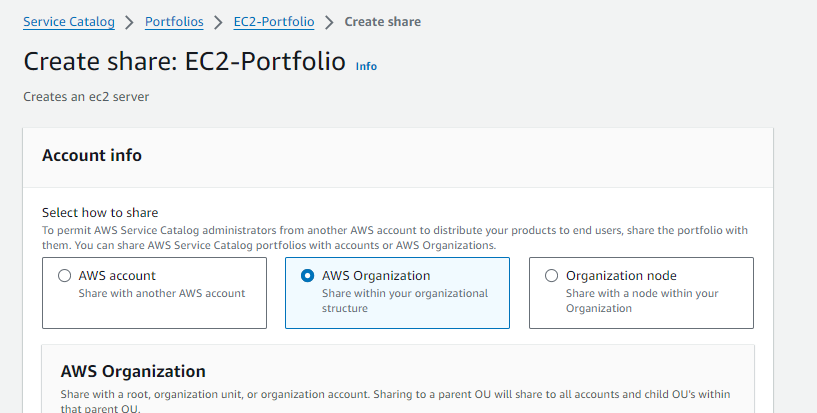 Service Catalog > Portfolios > EC2-Portfolio > Create share
Create share: EC2-Portfolio Info
Creates an ec2 server
Account info
Select how to share
To permit AWS Service Catalog administrators from another AWS account to distribute your products to end users, share the portfolio with
them. You can share AWS Service Catalog portfolios with accounts or AWS Organizations.
AWS account
Share with another AWS account
AWS Organization
Share within your organizational
structure
Organization node
Share with a node within your
Organization
AWS Organization
Share with a root, organization unit, or organization account. Sharing to a parent OU will share to all accounts and child OU's within
that parent OU.